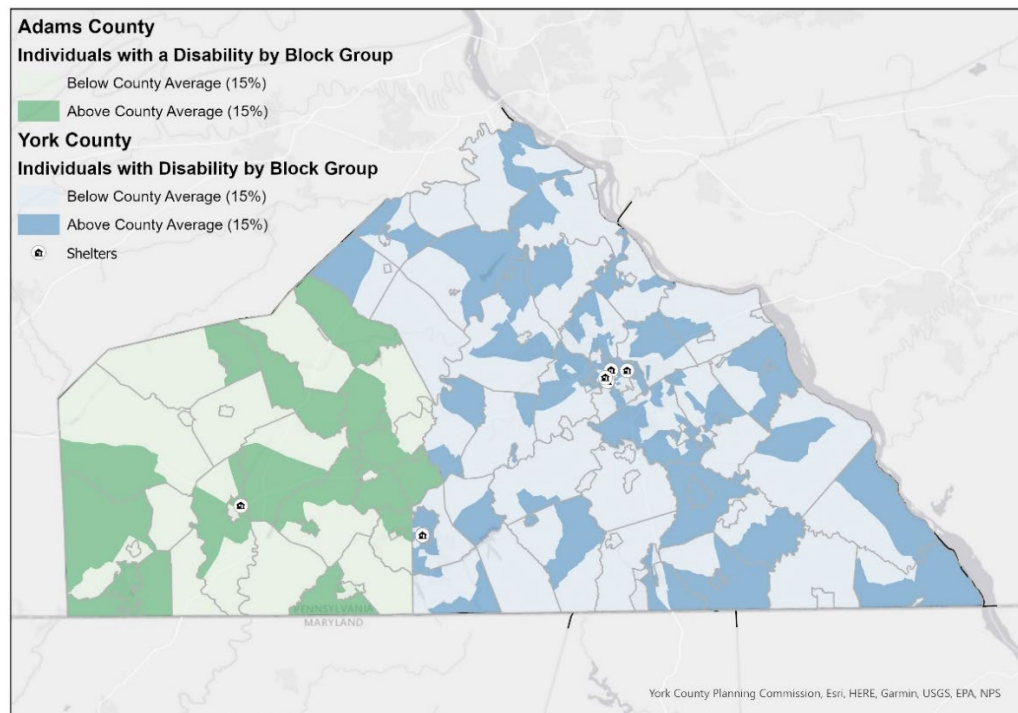 Adams County
Individuals with a Disability by Block Group
Below County Average (15%)
Above County Average (15%)
York County
Individuals with Disability by Block Group
Below County Average (15%)
Above County Average (15%)
Shelters
PENNSYLVANIA
MARYLAND
York County Planning Commission, Esri, HERE, Garmin, USGS, EPA, NPS